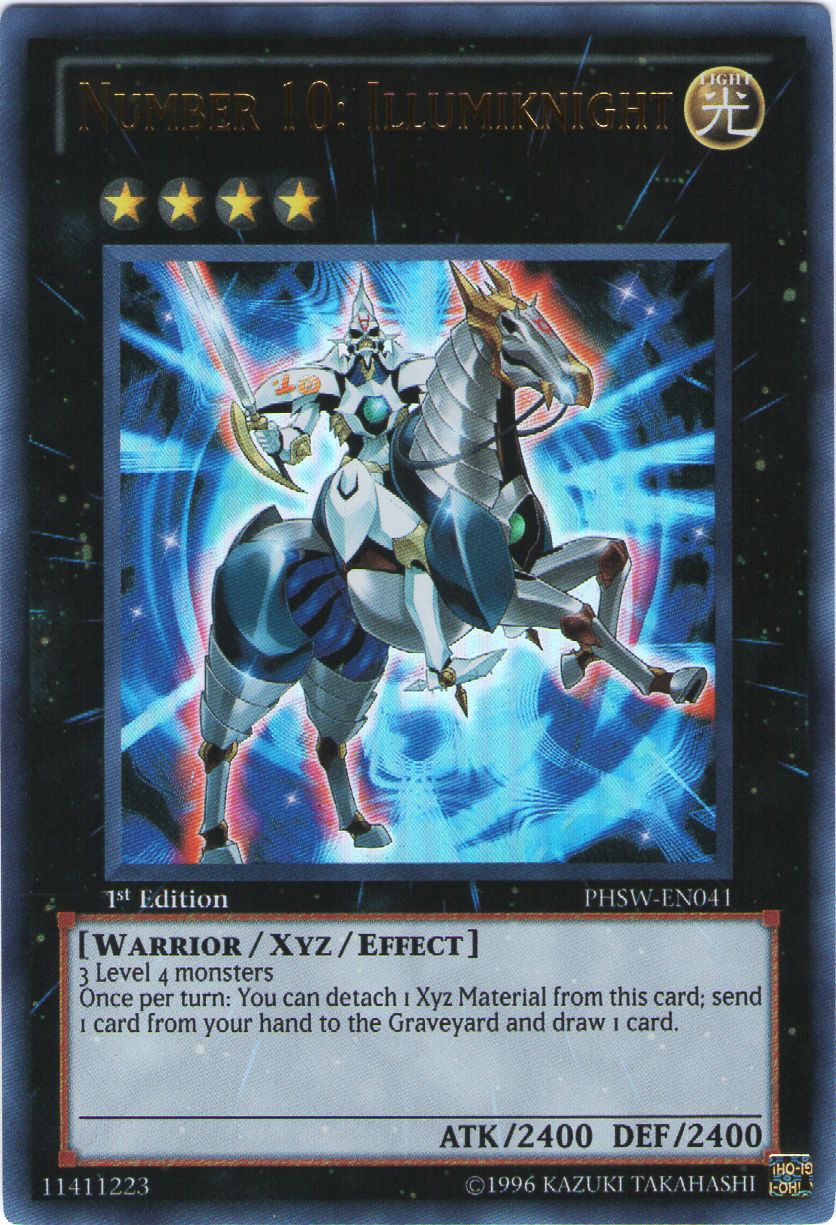 Number 10: Illumiknight
LIGHT
光
10
1st Edition
PHSW-EN041
[Warrior / Xyz / Effect]
3 Level 4 monsters
Once per turn: You can detach 1 Xyz Material from this card; send
1 card from your hand to the Graveyard and draw 1 card.
ATK/2400 DEF/2400
11411223
©1996 KAZUKI TAKAHASHI